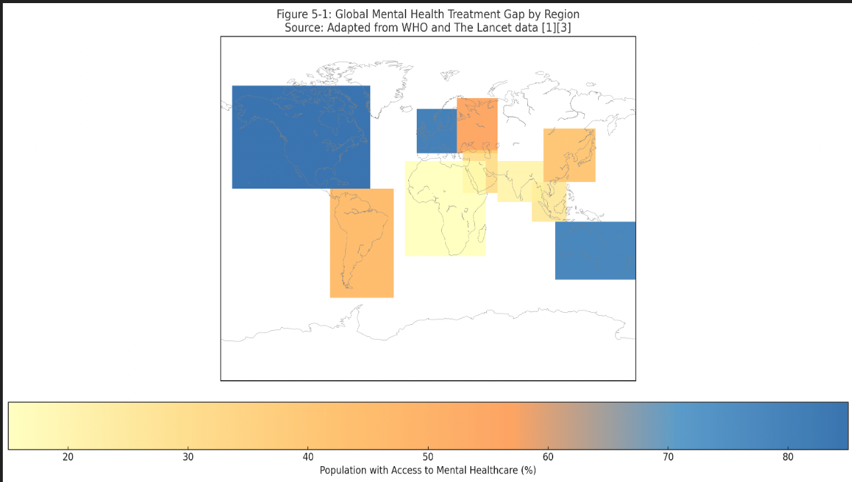 Figure 5-1: Global Mental Health Treatment Gap by Region
Source: Adapted from WHO and The Lancet data [1][3]
20 30 40 50 60 70 80
Population with Access to Mental Healthcare (%)